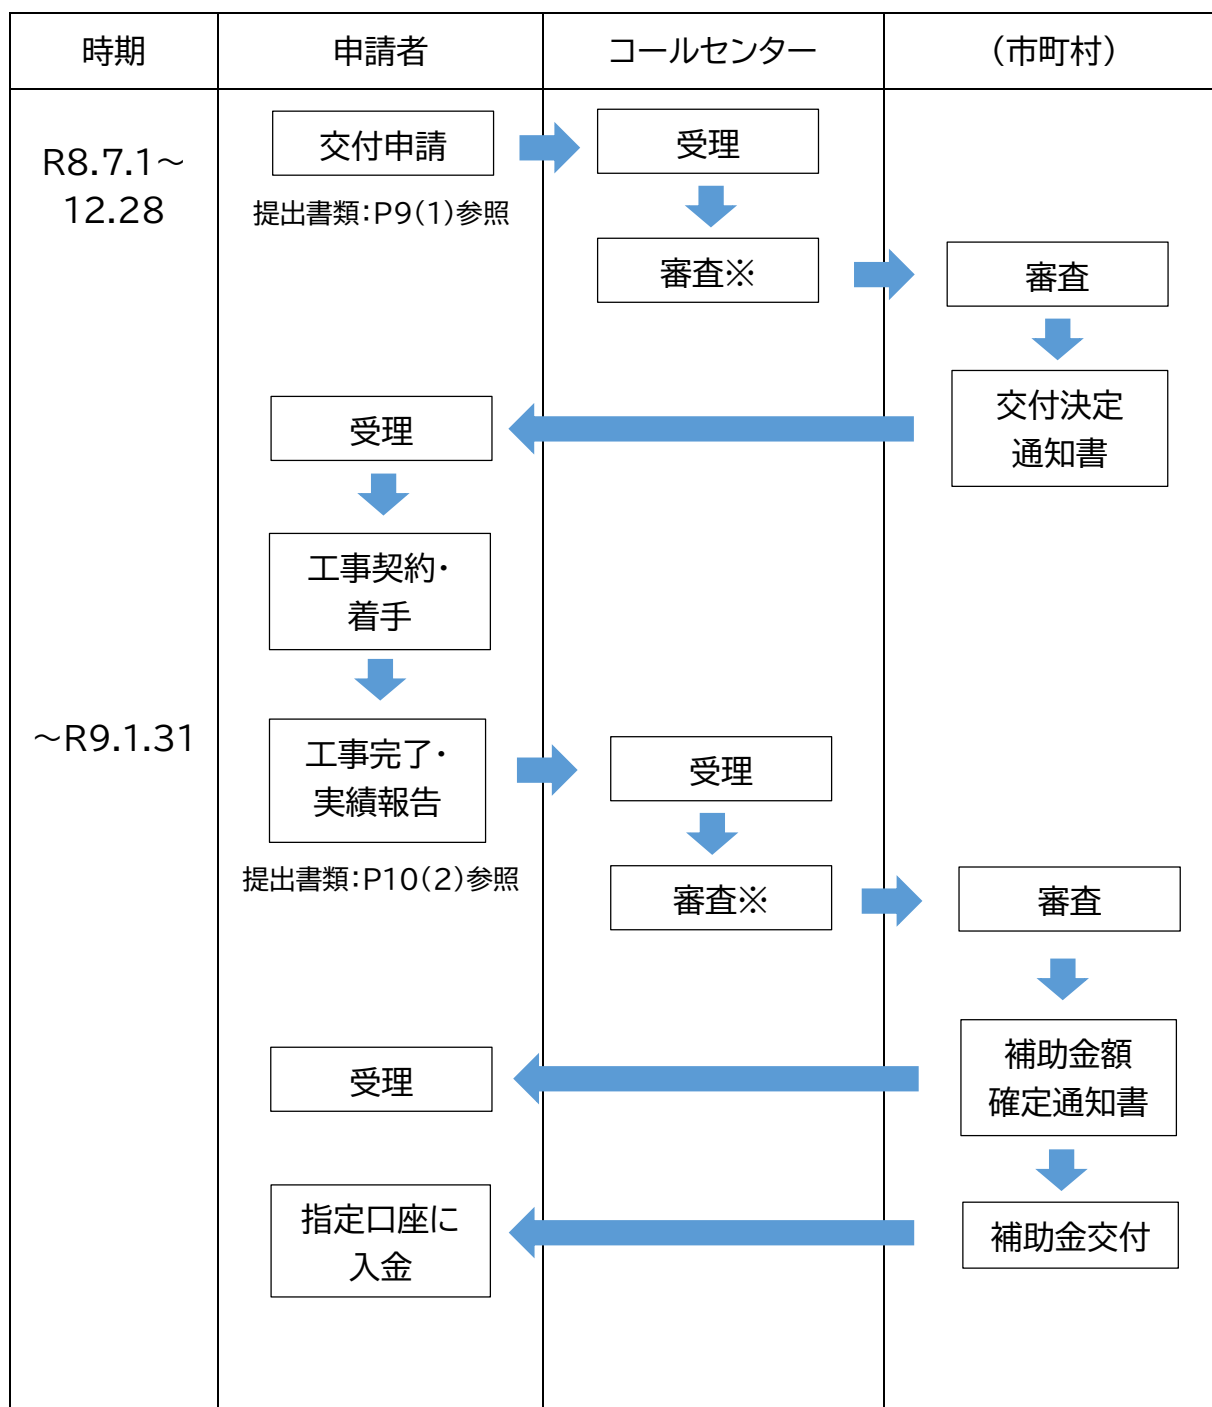 時期
申請者
コールセンター
(市町村)
R8.7.1～
12.28
交付申請
受理
提出書類:P9(1)参照
審査※
審査
受理
交付決定
通知書
工事契約・
着手
～R9.1.31
工事完了・
実績報告
受理
提出書類:P10(2)参照
審査※
審査
受理
補助金額
確定通知書
指定口座に
入金
補助金交付